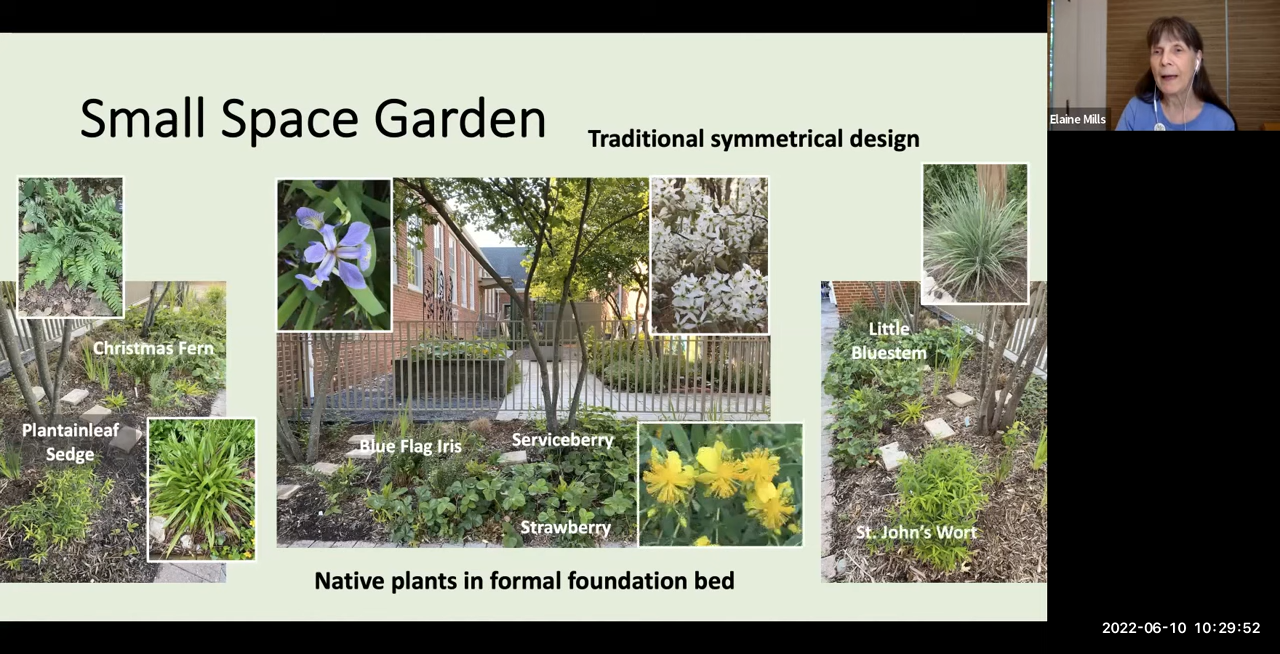 Small Space Garden
Traditional symmetrical design
Elaine Mills
Christmas Fern
Plantainleaf
Sedge
Blue Flag Iris
Serviceberry
Strawberry
Little
Bluestem
St. John's Wort
Native plants in formal foundation bed
2022-06-10 10:29:52